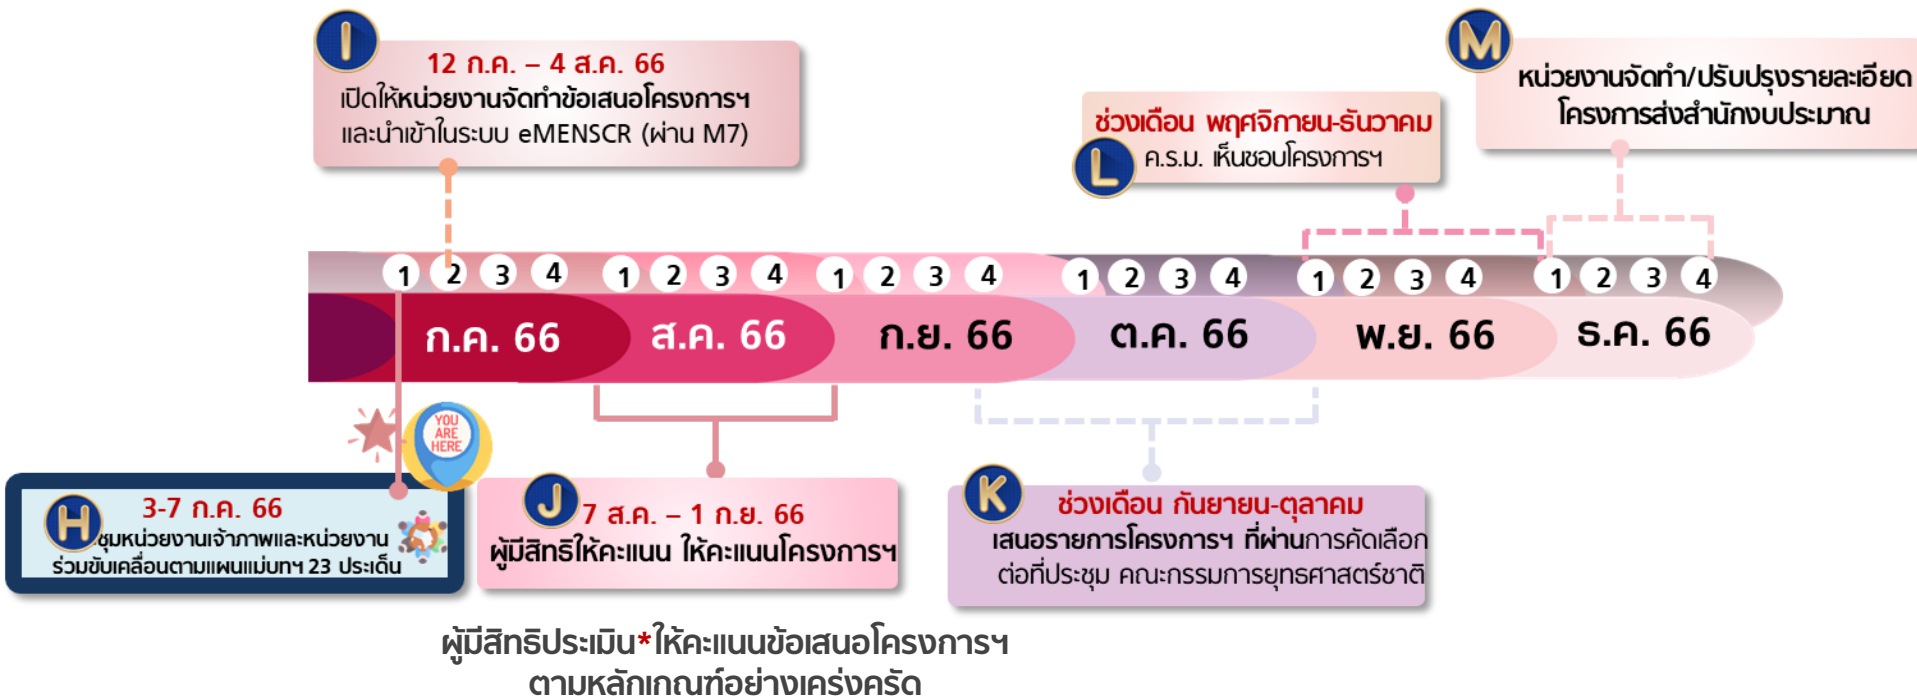 I
12 ก.ค. – 4 ส.ค. 66
เปิดให้หน่วยงานจัดทำข้อเสนอโครงการฯ
และนำเข้าในระบบ eMENSCR (ผ่าน M7)
M
หน่วยงานจัดทำ/ปรับปรุงรายละเอียด
โครงการส่งสำนักงบประมาณ
ช่วงเดือน พฤศจิกายน-ธันวาคม
L
ค.ร.ม. เห็นชอบโครงการฯ
1 2 3 4 1 2 3 4 1 2 3 4 1 2 3 4 1 2 3 4 1 2 3 4
ก.ค. 66 ส.ค. 66 ก.ย. 66 ต.ค. 66 พ.ย. 66 ธ.ค. 66
YOU
ARE
HERE
H
3-7 ก.ค. 66
ชุมหน่วยงานเจ้าภาพและหน่วยงาน
ร่วมขับเคลื่อนตามแผนแม่บทฯ 23 ประเด็น
J
7 ส.ค. – 1 ก.ย. 66
ผู้มีสิทธิให้คะแนน ให้คะแนนโครงการฯ
K
ช่วงเดือน กันยายน-ตุลาคม
เสนอรายการโครงการฯ ที่ผ่านการคัดเลือก
ต่อที่ประชุม คณะกรรมการยุทธศาสตร์ชาติ
ผู้มีสิทธิประเมิน*ให้คะแนนข้อเสนอโครงการฯ
ตามหลักเกณฑ์อย่างเคร่งครัด